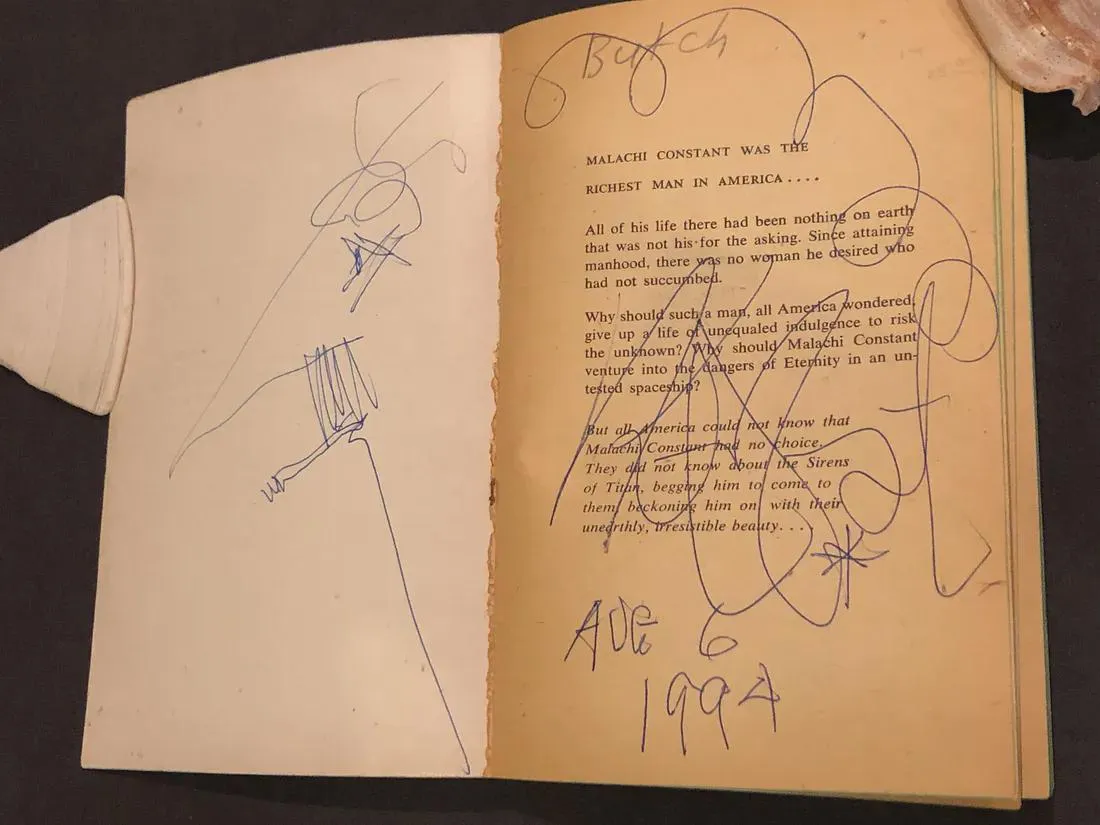 Butch
MALACHI CONSTANT WAS THE
RICHEST MAN IN AMERICA....
All of his life there had been nothing on earth
that was not his for the asking. Since attaining
manhood, there was no woman he desired who
had not succumbed.
Why should such a man, all America wondered,
give up a life of unequaled indulgence to risk
the unknown? Why should Malachi Constant
venture into the dangers of Eternity in an un-
tested spaceship?
But all America could not know that
Malachi Constant had no choice.
They did not know about the Sirens
of Titan, begging him to come to
them, beckoning him on with their
unearthly, irresistible beauty...
AUG 6
1994